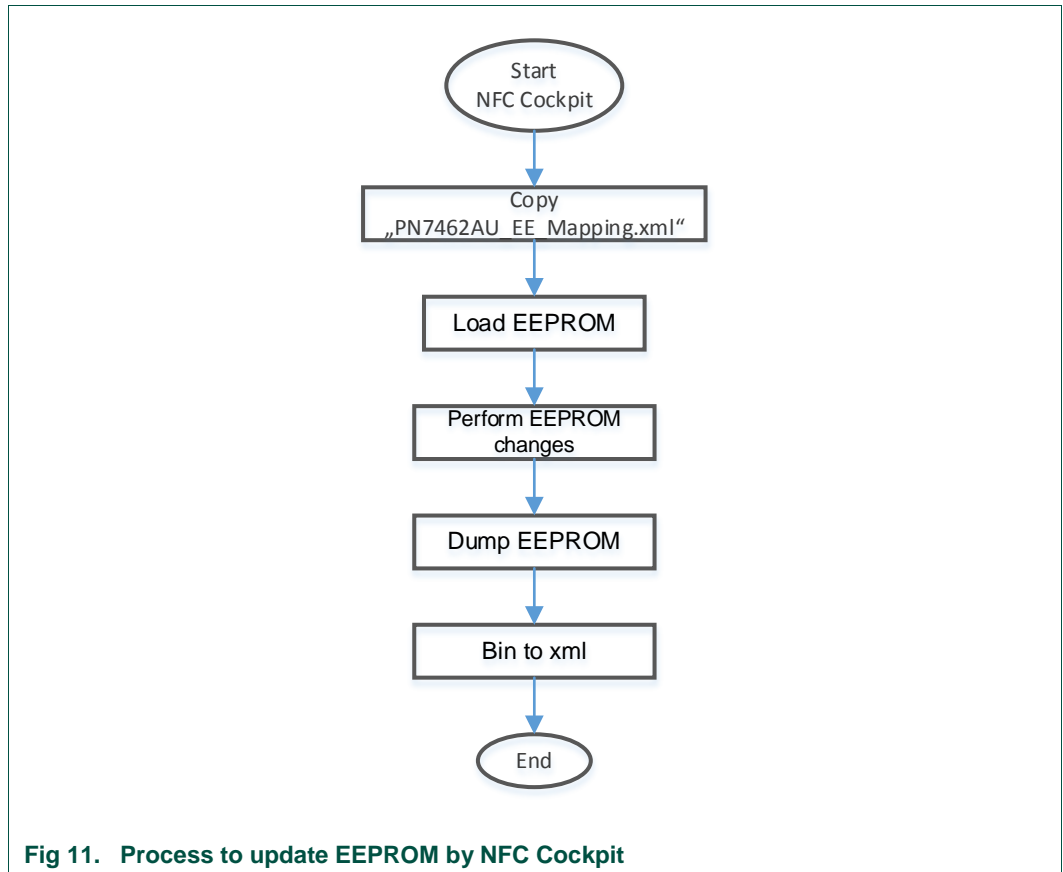 Start
NFC Cockpit
Copy
„PN7462AU_EE_Mapping.xml“
Load EEPROM
Perform EEPROM
changes
Dump EEPROM
Bin to xml
End
Fig 11. Process to update EEPROM by NFC Cockpit